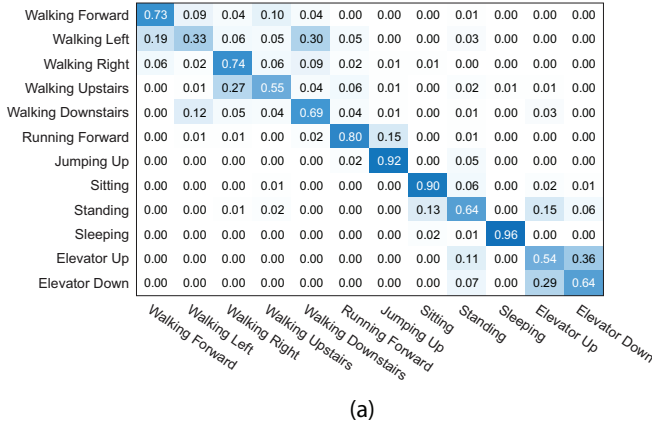 Walking Forward 0.73 0.09 0.04 0.10 0.04 0.00 0.00 0.00 0.01 0.00 0.00 0.00
Walking Left 0.19 0.33 0.06 0.05 0.30 0.05 0.00 0.00 0.03 0.00 0.00 0.00
Walking Right 0.06 0.02 0.74 0.06 0.09 0.02 0.01 0.01 0.00 0.00 0.00 0.00
Walking Upstairs 0.00 0.01 0.27 0.55 0.04 0.06 0.01 0.00 0.02 0.01 0.01 0.00
Walking Downstairs 0.00 0.12 0.05 0.04 0.69 0.04 0.01 0.00 0.01 0.00 0.03 0.00
Running Forward 0.00 0.01 0.01 0.00 0.02 0.80 0.15 0.00 0.01 0.00 0.00 0.00
Jumping Up 0.00 0.00 0.00 0.00 0.00 0.02 0.92 0.00 0.05 0.00 0.00 0.00
Sitting 0.00 0.00 0.00 0.01 0.00 0.00 0.00 0.90 0.06 0.00 0.02 0.01
Standing 0.00 0.00 0.01 0.02 0.00 0.00 0.00 0.13 0.64 0.00 0.15 0.06
Sleeping 0.00 0.00 0.00 0.00 0.00 0.00 0.00 0.02 0.01 0.96 0.00 0.00
Elevator Up 0.00 0.00 0.00 0.00 0.00 0.00 0.00 0.00 0.11 0.00 0.54 0.36
Elevator Down 0.00 0.00 0.00 0.00 0.00 0.00 0.00 0.00 0.07 0.00 0.29 0.64
Walking Forward
Walking Left
Walking Right
Walking Upstairs
Walking Downstairs
Running Forward
Jumping Up
Sitting
Standing
Sleeping
Elevator Up
Elevator Down
(a)